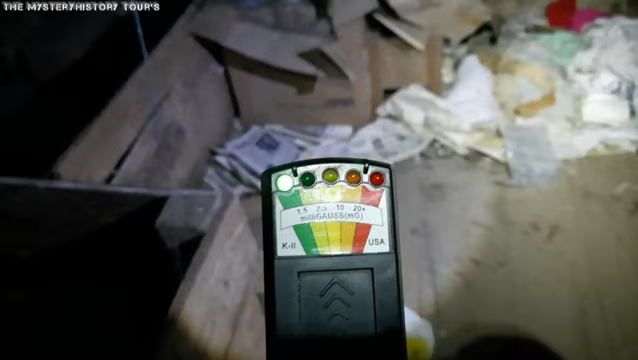 THE MYSTERYHISTORY TOUR'S
1.5 2.5 10 20+
milliGAUSS(mG)
K-II USA